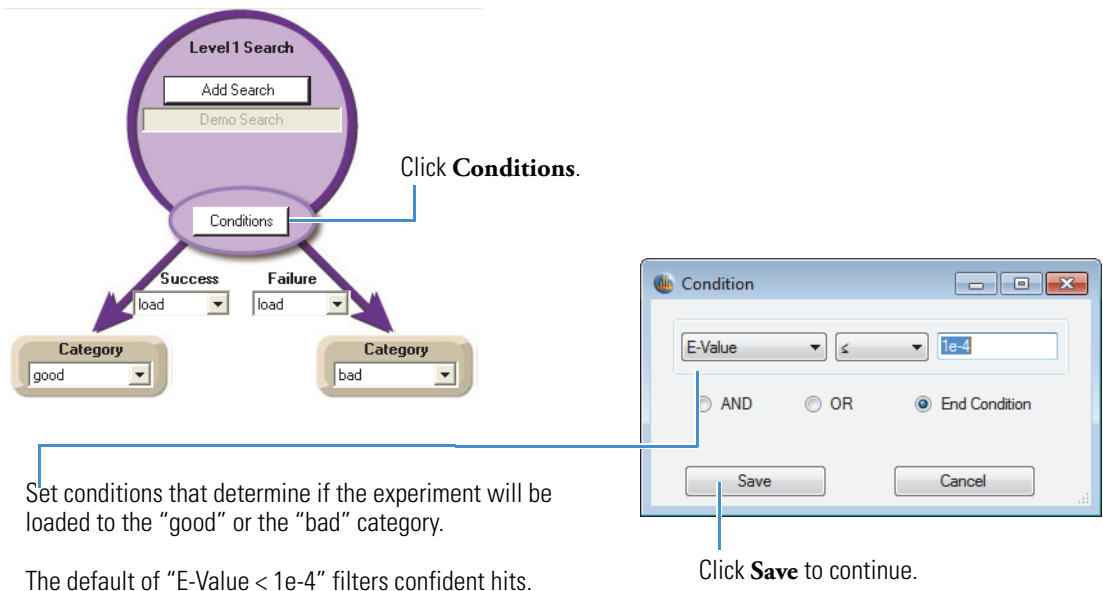 Level 1 Search
Add Search
Demo Search
Click Conditions.
Conditions
Success
Failure
load
load
Category
good
Category
bad
Condition
E-Value
≤
1e-4
AND
OR
End Condition
Save
Cancel
Set conditions that determine if the experiment will be
loaded to the “good” or the “bad” category.
The default of “E-Value < 1e-4” filters confident hits.
Click Save to continue.